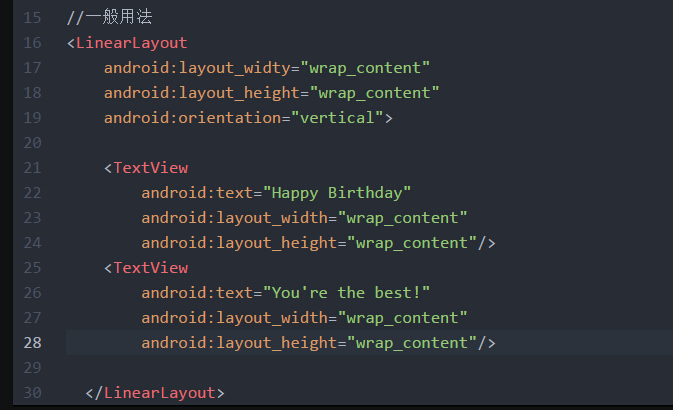 15 //一般用法
16 <LinearLayout
17 android:layout_widty="wrap_content"
18 android:layout_height="wrap_content"
19 android:orientation="vertical">
20
21 <TextView
22 android:text="Happy Birthday"
23 android:layout_width="wrap_content"
24 android:layout_height="wrap_content"/>
25 <TextView
26 android:text="You're the best!"
27 android:layout_width="wrap_content"
28 android:layout_height="wrap_content"/>
29
30 </LinearLayout>